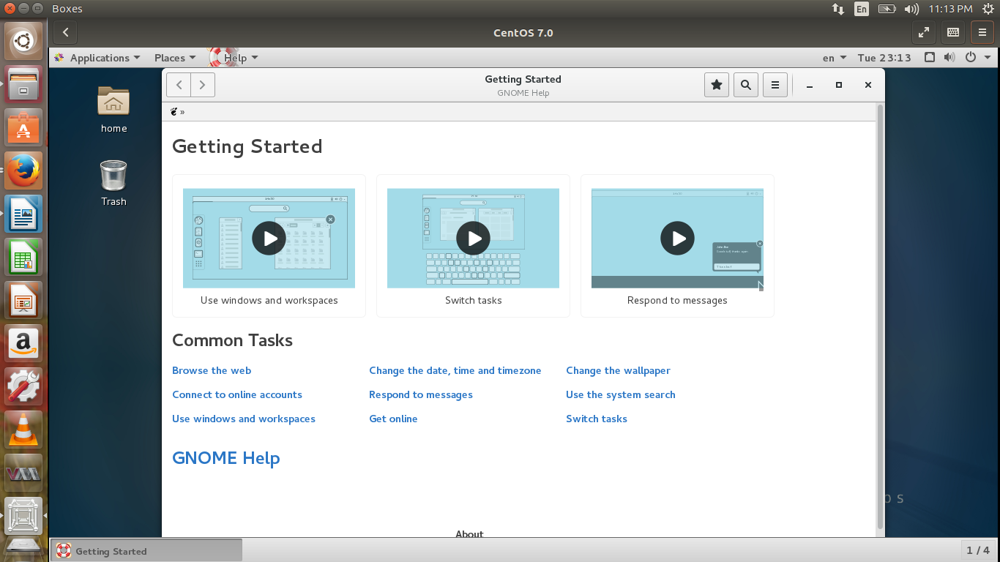 Boxes
En
11:13 PM
CentOS 7.0
Applications
Places
Help
en
Tue 23:13
Getting Started
GNOME Help
»
home
Trash
Getting Started
Use windows and workspaces
Switch tasks
Respond to messages
Common Tasks
Browse the web
Change the date, time and timezone
Change the wallpaper
Connect to online accounts
Respond to messages
Use the system search
Use windows and workspaces
Get online
Switch tasks
GNOME Help
About
OS
Getting Started
1 / 4